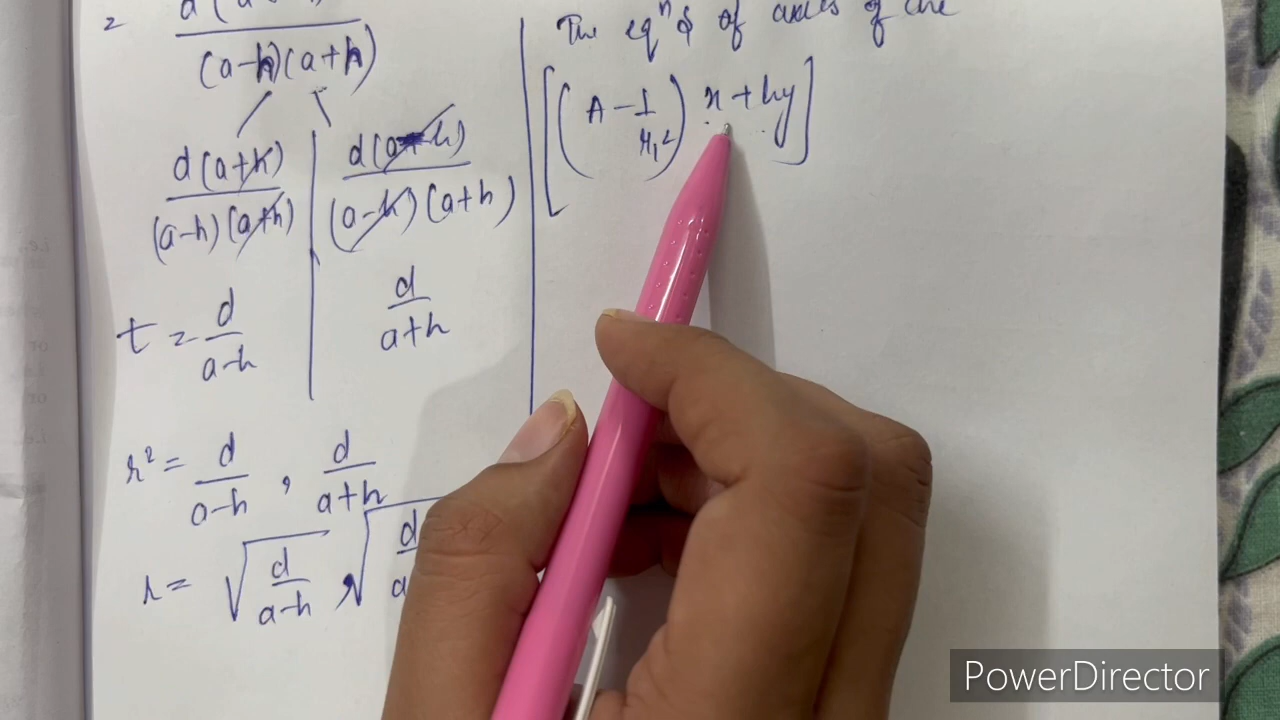 =
(a-h)(a+h)
d(a+h) d(a+h)
(a-h)(a+h) (a-h)(a+h)
t = d/a-h d/a+h
r² = d/a-h , d/a+h
r = √d/a-h , √d/a
The eqⁿs of axes of the
[(A - 1/r₁²) x + hy]
PowerDirector